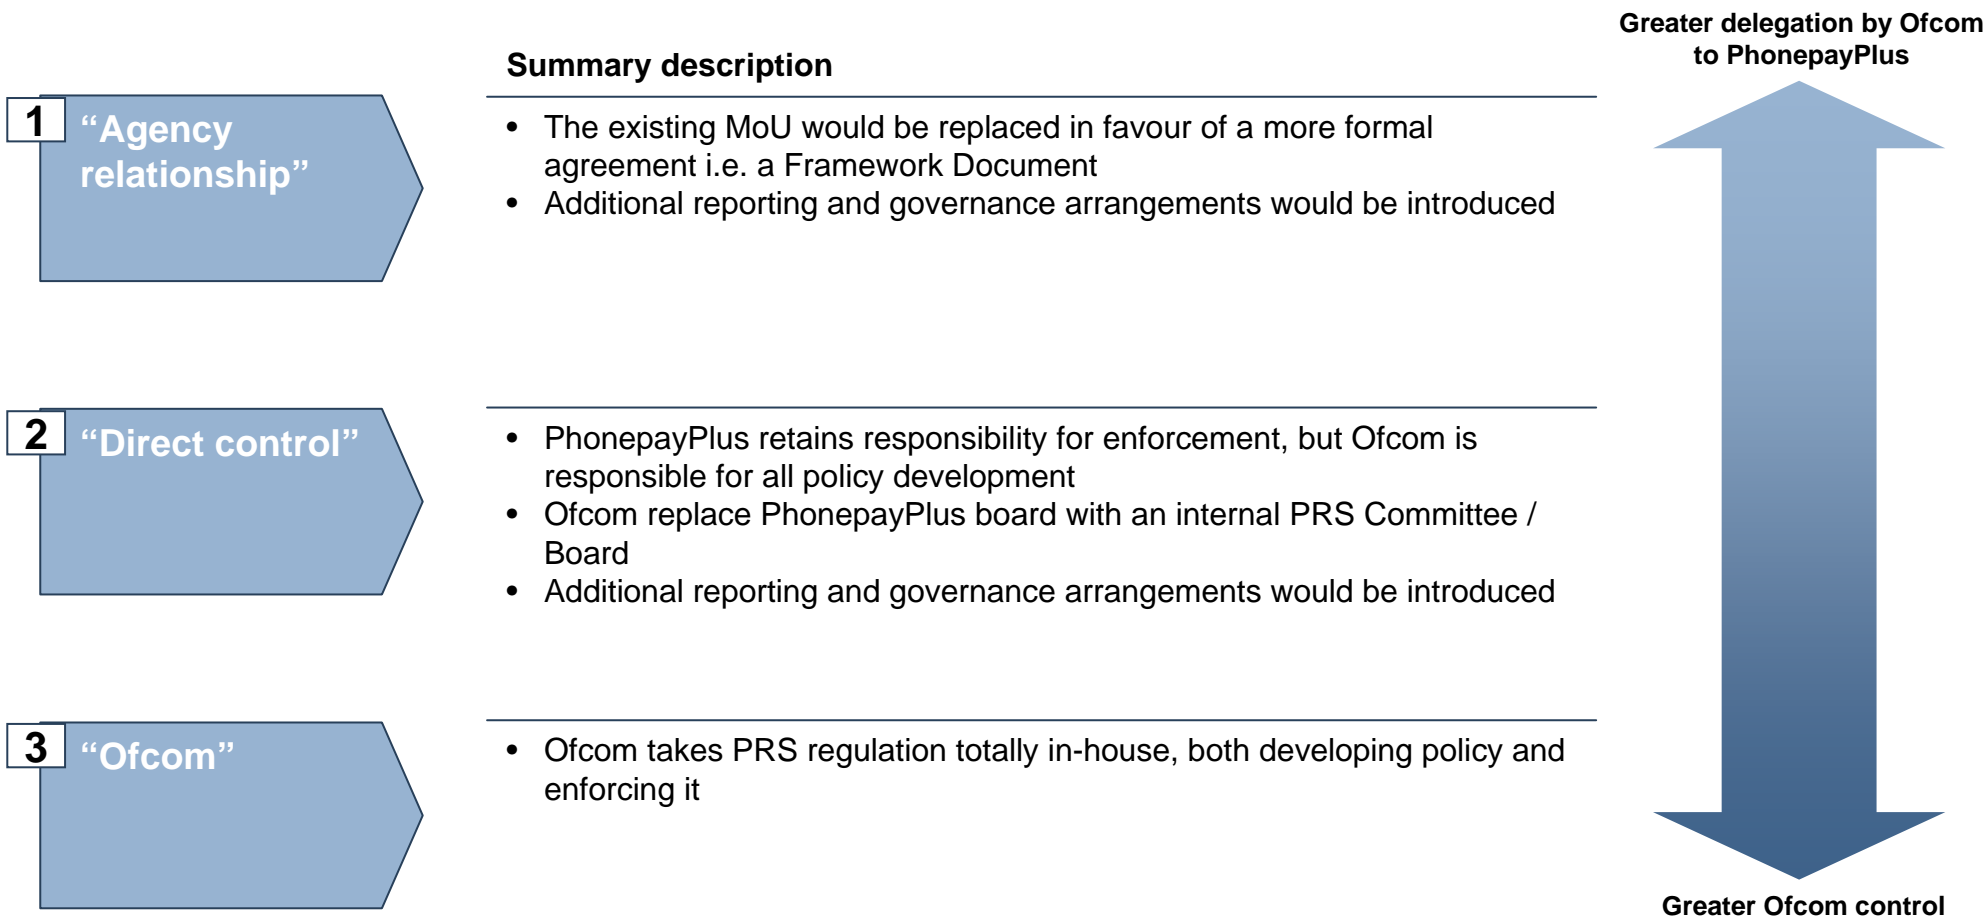 Greater delegation by Ofcom
to PhonepayPlus
Summary description
1
“Agency
relationship”
• The existing MoU would be replaced in favour of a more formal
agreement i.e. a Framework Document
• Additional reporting and governance arrangements would be introduced
2
“Direct control”
• PhonepayPlus retains responsibility for enforcement, but Ofcom is
responsible for all policy development
• Ofcom replace PhonepayPlus board with an internal PRS Committee /
Board
• Additional reporting and governance arrangements would be introduced
3
“Ofcom”
• Ofcom takes PRS regulation totally in-house, both developing policy and
enforcing it
Greater Ofcom control